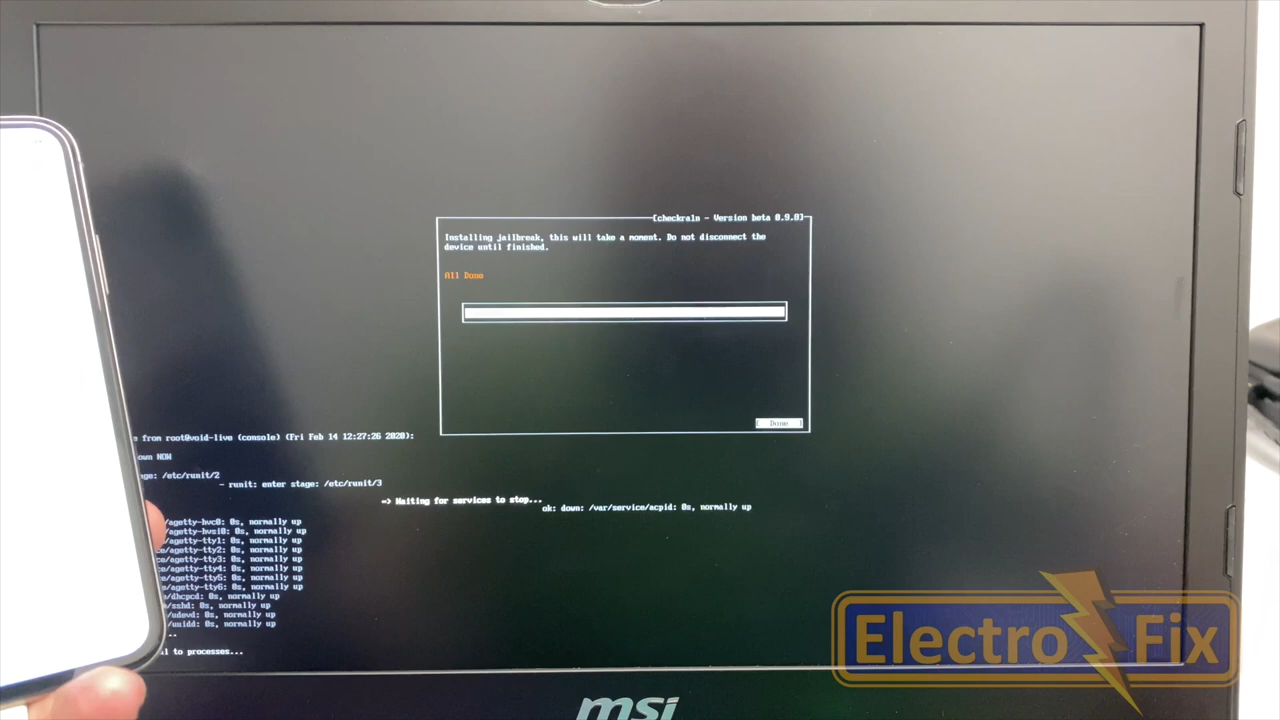 [checkra1n - Version beta 0.9.8]
Installing jailbreak, this will take a moment. Do not disconnect the
device until finished.
All Done
[ Done ]
e from root@void-live (console) (Fri Feb 14 12:27:26 2020):
own NOW
age: /etc/runit/2
- runit: enter stage: /etc/runit/3
=> Waiting for services to stop...
ok: down: /var/service/acpid: 0s, normally up
/agetty-hvc0: 0s, normally up
/agetty-hvsi0: 0s, normally up
/agetty-tty1: 0s, normally up
ce/agetty-tty2: 0s, normally up
ce/agetty-tty3: 0s, normally up
ce/agetty-tty4: 0s, normally up
ce/agetty-tty5: 0s, normally up
ce/agetty-tty6: 0s, normally up
e/dhcpcd: 0s, normally up
e/sshd: 0s, normally up
/udevd: 0s, normally up
/uuidd: 0s, normally up
..
al to processes...
Electro Fix
msi